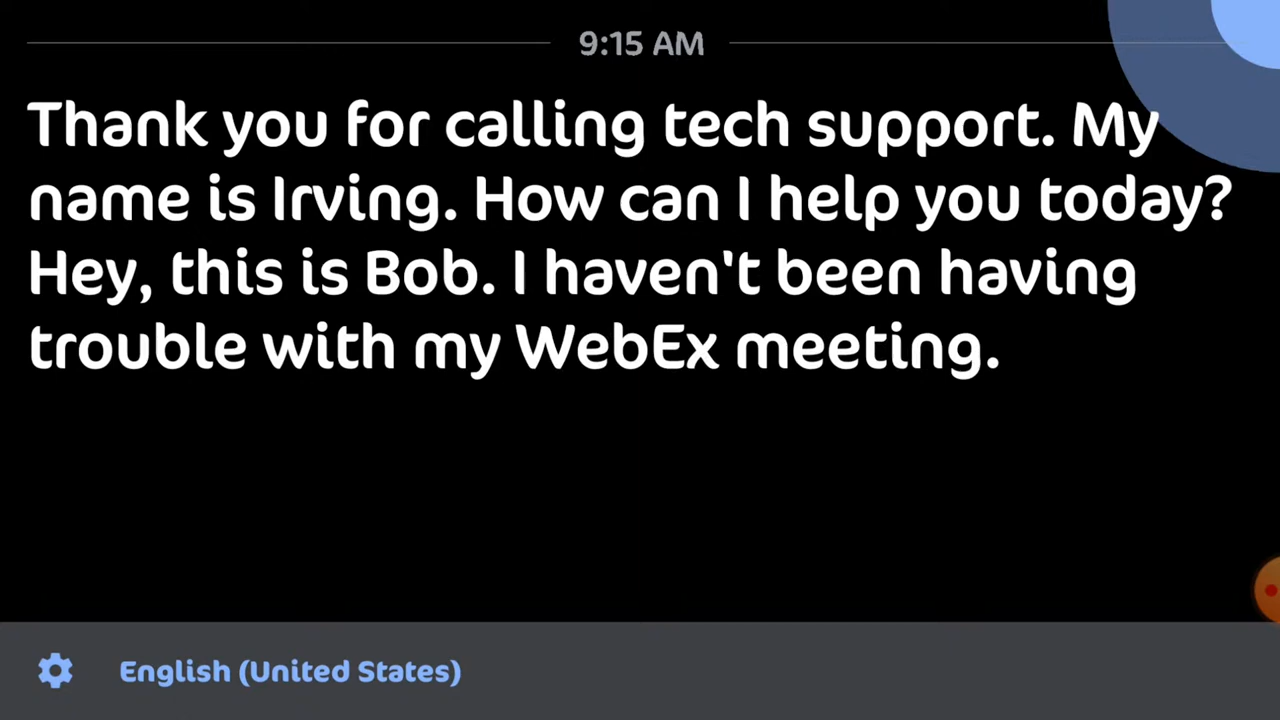 9:15 AM
Thank you for calling tech support. My
name is Irving. How can I help you today?
Hey, this is Bob. I haven't been having
trouble with my WebEx meeting.
English (United States)